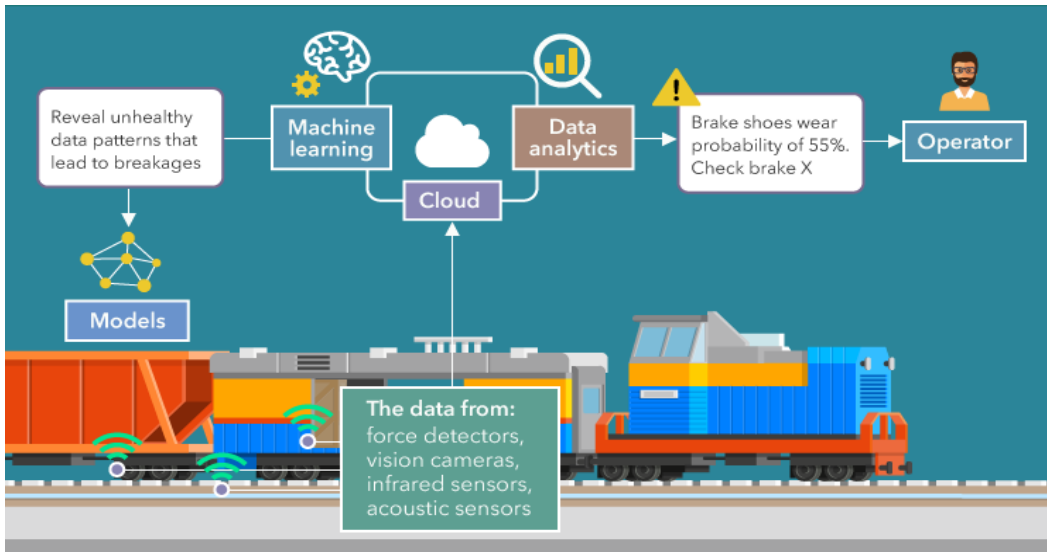 Reveal unhealthy
data patterns that
lead to breakages
Machine
learning
Data
analytics
Cloud
Brake shoes wear
probability of 55%.
Check brake X
Operator
Models
The data from:
force detectors,
vision cameras,
infrared sensors,
acoustic sensors